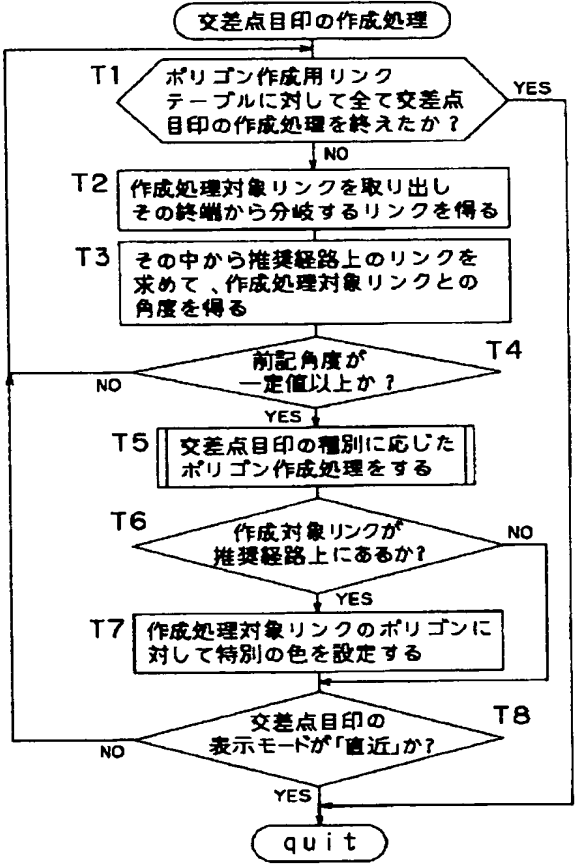 交差点目印の作成処理
T1
ポリゴン作成用リンク
テーブルに対して全て交差点
目印の作成処理を終えたか?
YES
NO
T2
作成処理対象リンクを取り出し
その終端から分岐するリンクを得る
T3
その中から推奨経路上のリンクを
求めて、作成処理対象リンクとの
角度を得る
T4
前記角度が
一定値以上か?
NO
YES
T5
交差点目印の種別に応じた
ポリゴン作成処理をする
T6
作成対象リンクが
推奨経路上にあるか?
NO
YES
T7
作成処理対象リンクのポリゴンに
対して特別の色を設定する
T8
交差点目印の
表示モードが「直近」か?
NO
YES
quit